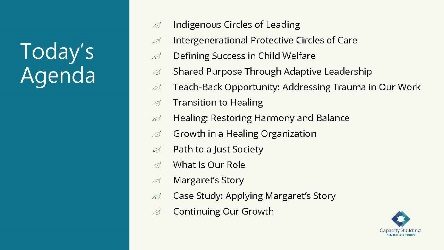 Today's
Agenda
Indigenous Circles of Leading
Intergenerational Protective Circles of Care
Defining Success in Child Welfare
Shared Purpose Through Adaptive Leadership
Teach-Back Opportunity: Addressing Trauma in Our Work
Transition to Healing
Healing: Restoring Harmony and Balance
Growth in a Healing Organization
Path to a Just Society
What Is Our Role
Margaret's Story
Case Study: Applying Margaret's Story
Continuing Our Growth
Capacity Building